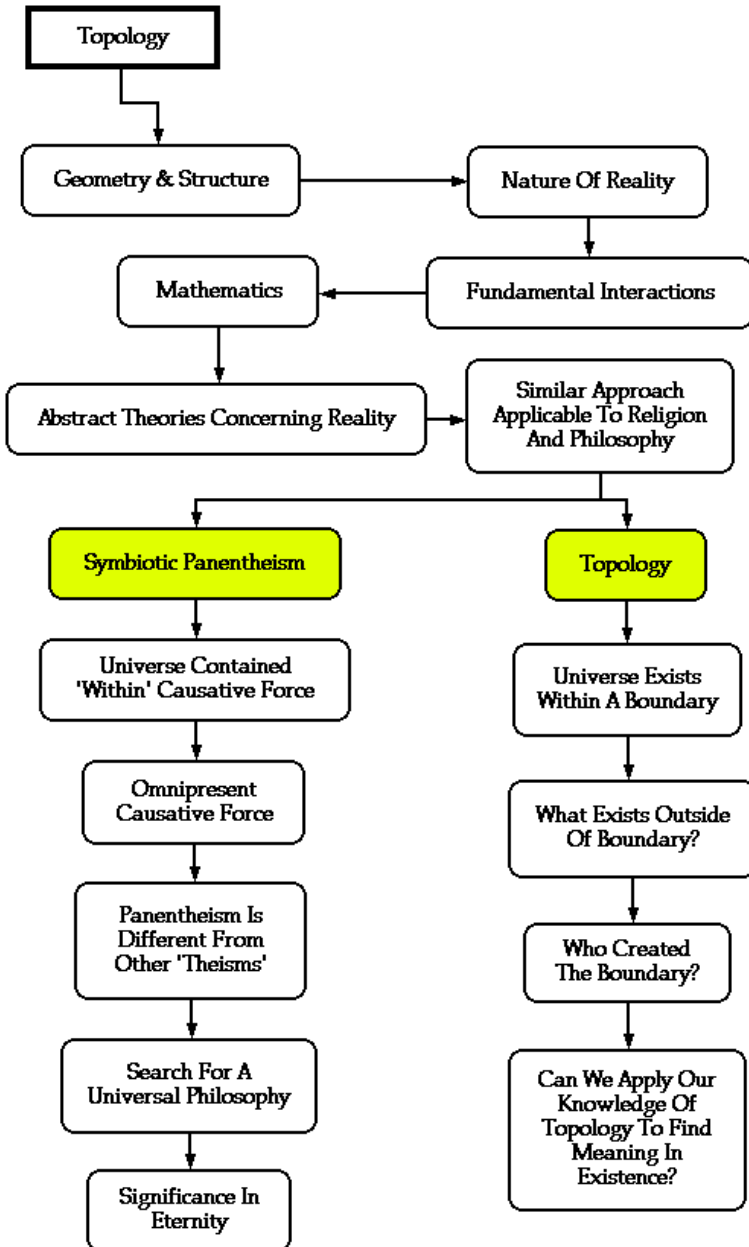 Topology
Geometry & Structure
Nature Of Reality
Mathematics
Fundamental Interactions
Abstract Theories Concerning Reality
Similar Approach
Applicable To Religion
And Philosophy
Symbiotic Panentheism
Topology
Universe Contained
'Within' Causative Force
Universe Exists
Within A Boundary
Omnipresent
Causative Force
What Exists Outside
Of Boundary?
Panentheism Is
Different From
Other 'Theisms'
Who Created
The Boundary?
Search For A
Universal Philosophy
Can We Apply Our
Knowledge Of
Topology To Find
Meaning In
Existence?
Significance In
Eternity